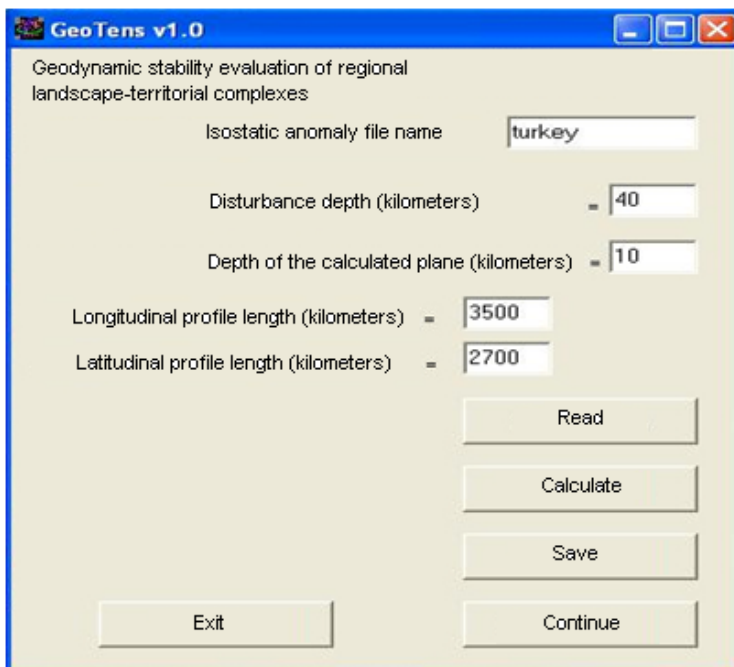 GeoTens v1.0
Geodynamic stability evaluation of regional
landscape-territorial complexes
Isostatic anomaly file name turkey
Disturbance depth (kilometers) = 40
Depth of the calculated plane (kilometers) = 10
Longitudinal profile length (kilometers) = 3500
Latitudinal profile length (kilometers) = 2700
Read
Calculate
Save
Exit Continue